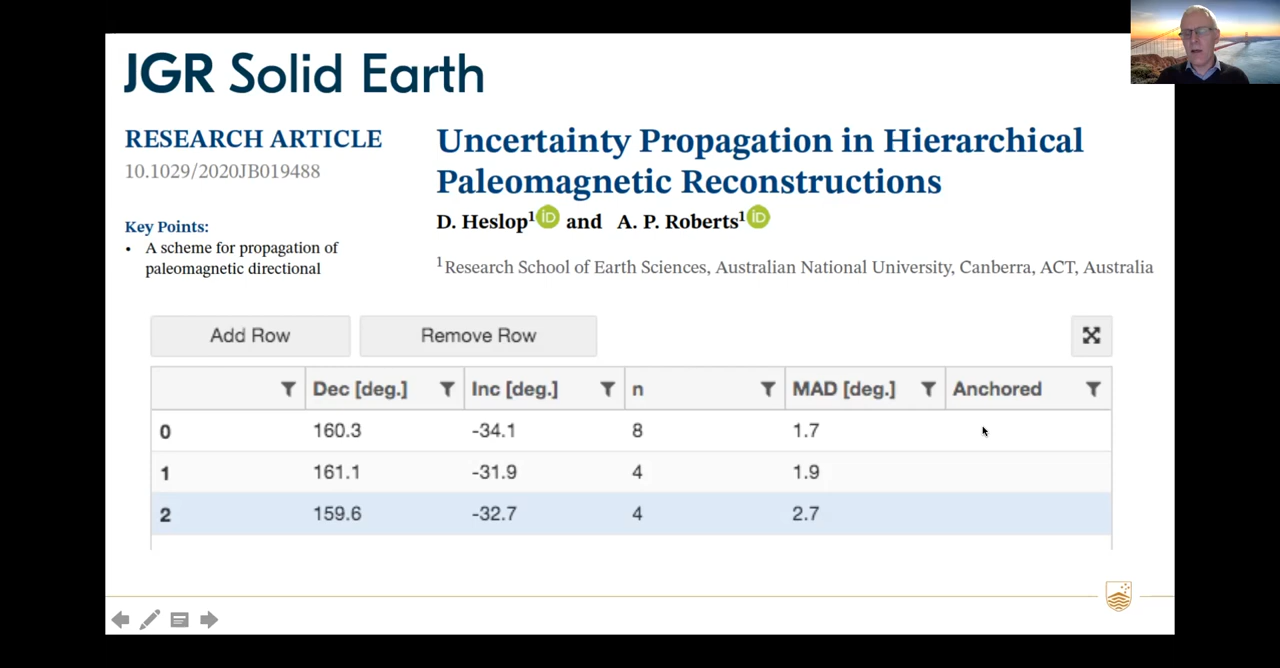 JGR Solid Earth
RESEARCH ARTICLE
10.1029/2020JB019488
Uncertainty Propagation in Hierarchical
Paleomagnetic Reconstructions
D. Heslop1 iD and A. P. Roberts1 iD
1Research School of Earth Sciences, Australian National University, Canberra, ACT, Australia
Key Points:
• A scheme for propagation of
paleomagnetic directional
Add Row Remove Row
Dec [deg.] Inc [deg.] n MAD [deg.] Anchored
0 160.3 -34.1 8 1.7
1 161.1 -31.9 4 1.9
2 159.6 -32.7 4 2.7